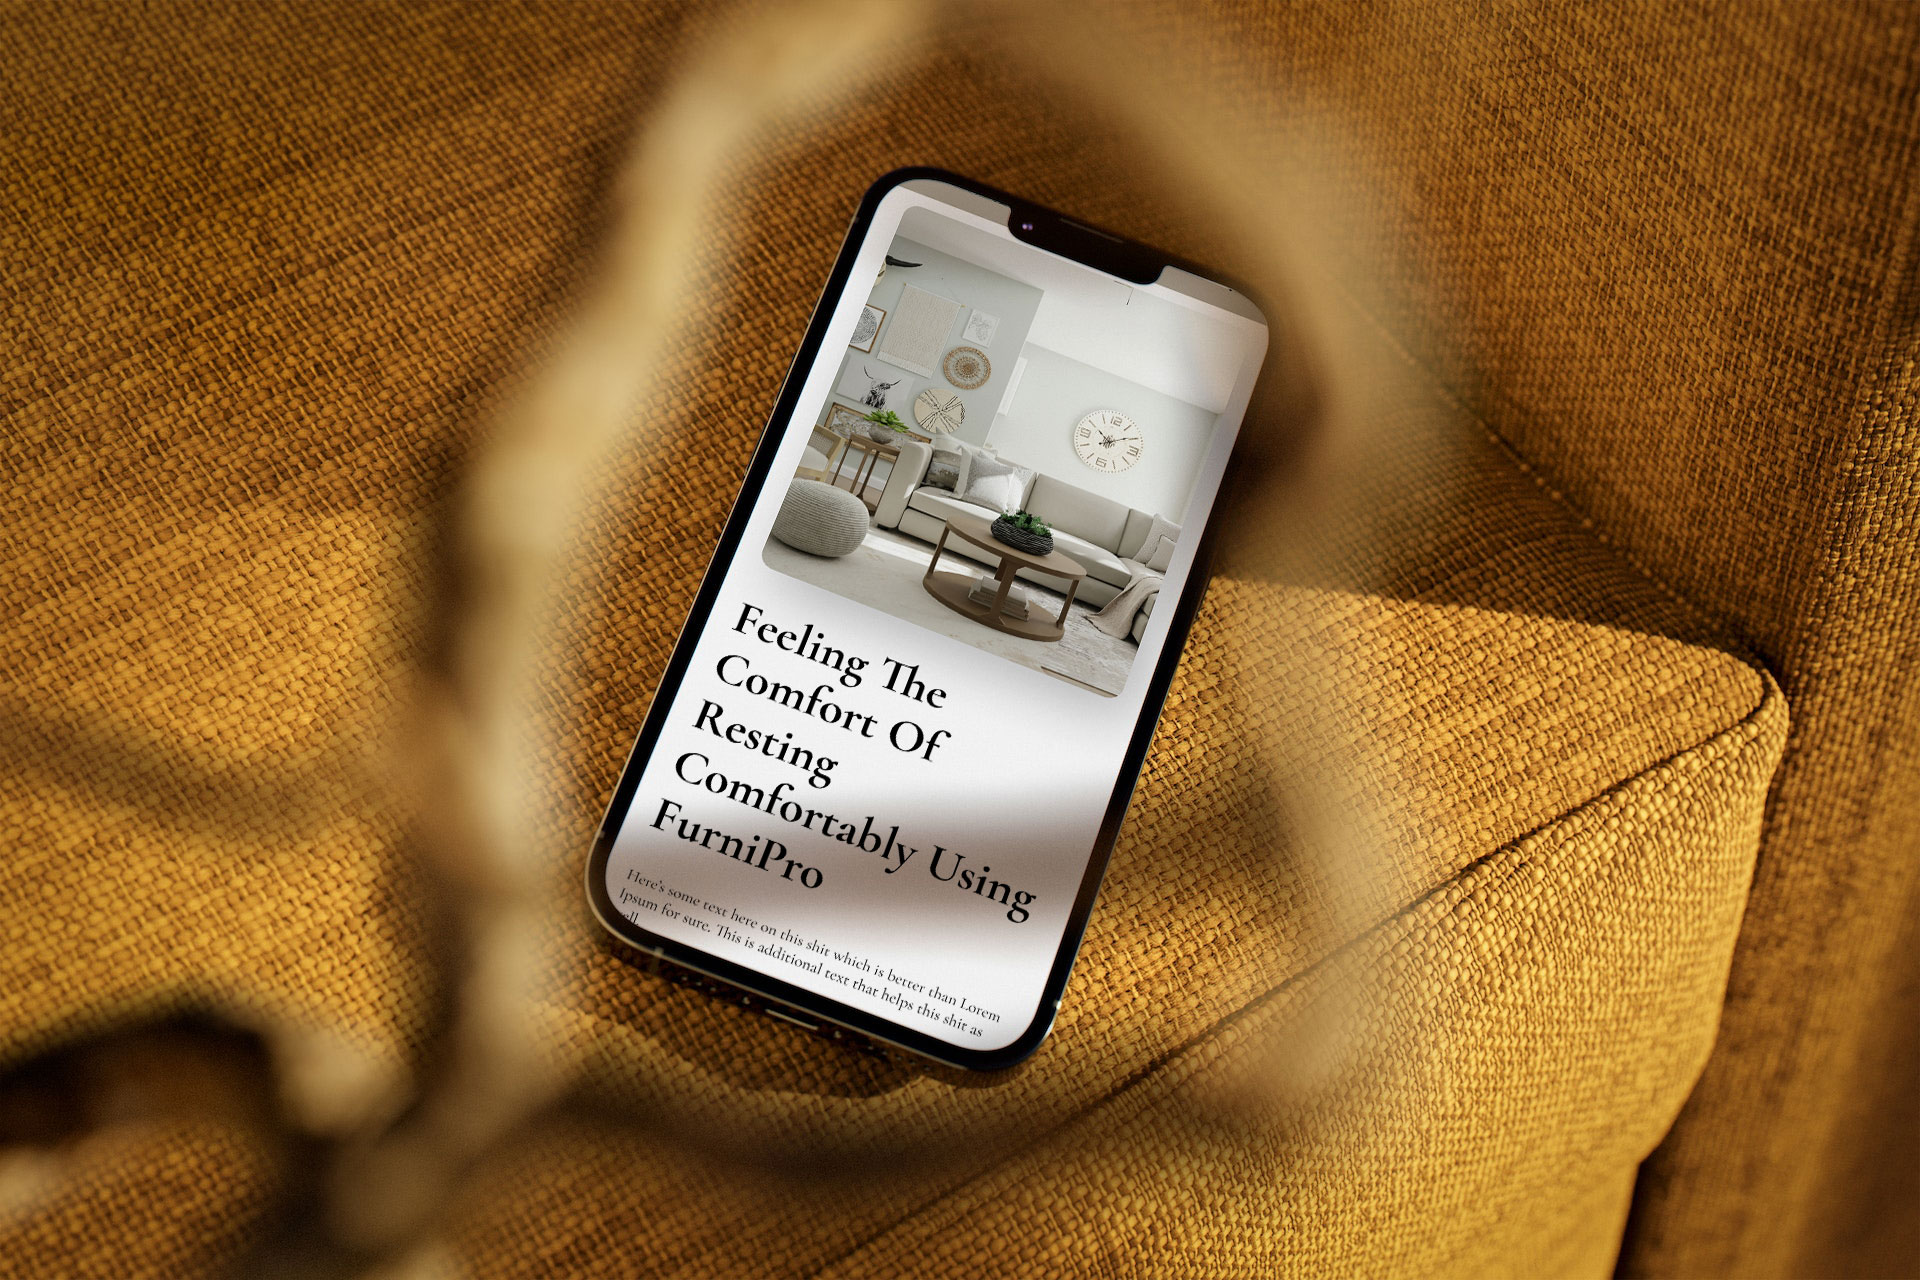 Feeling The
Comfort Of
Resting
Comfortably Using
FurniPro
Here's some text here on this shit which is better than Lorem
Ipsum for sure. This is additional text that helps this shit as
ell.